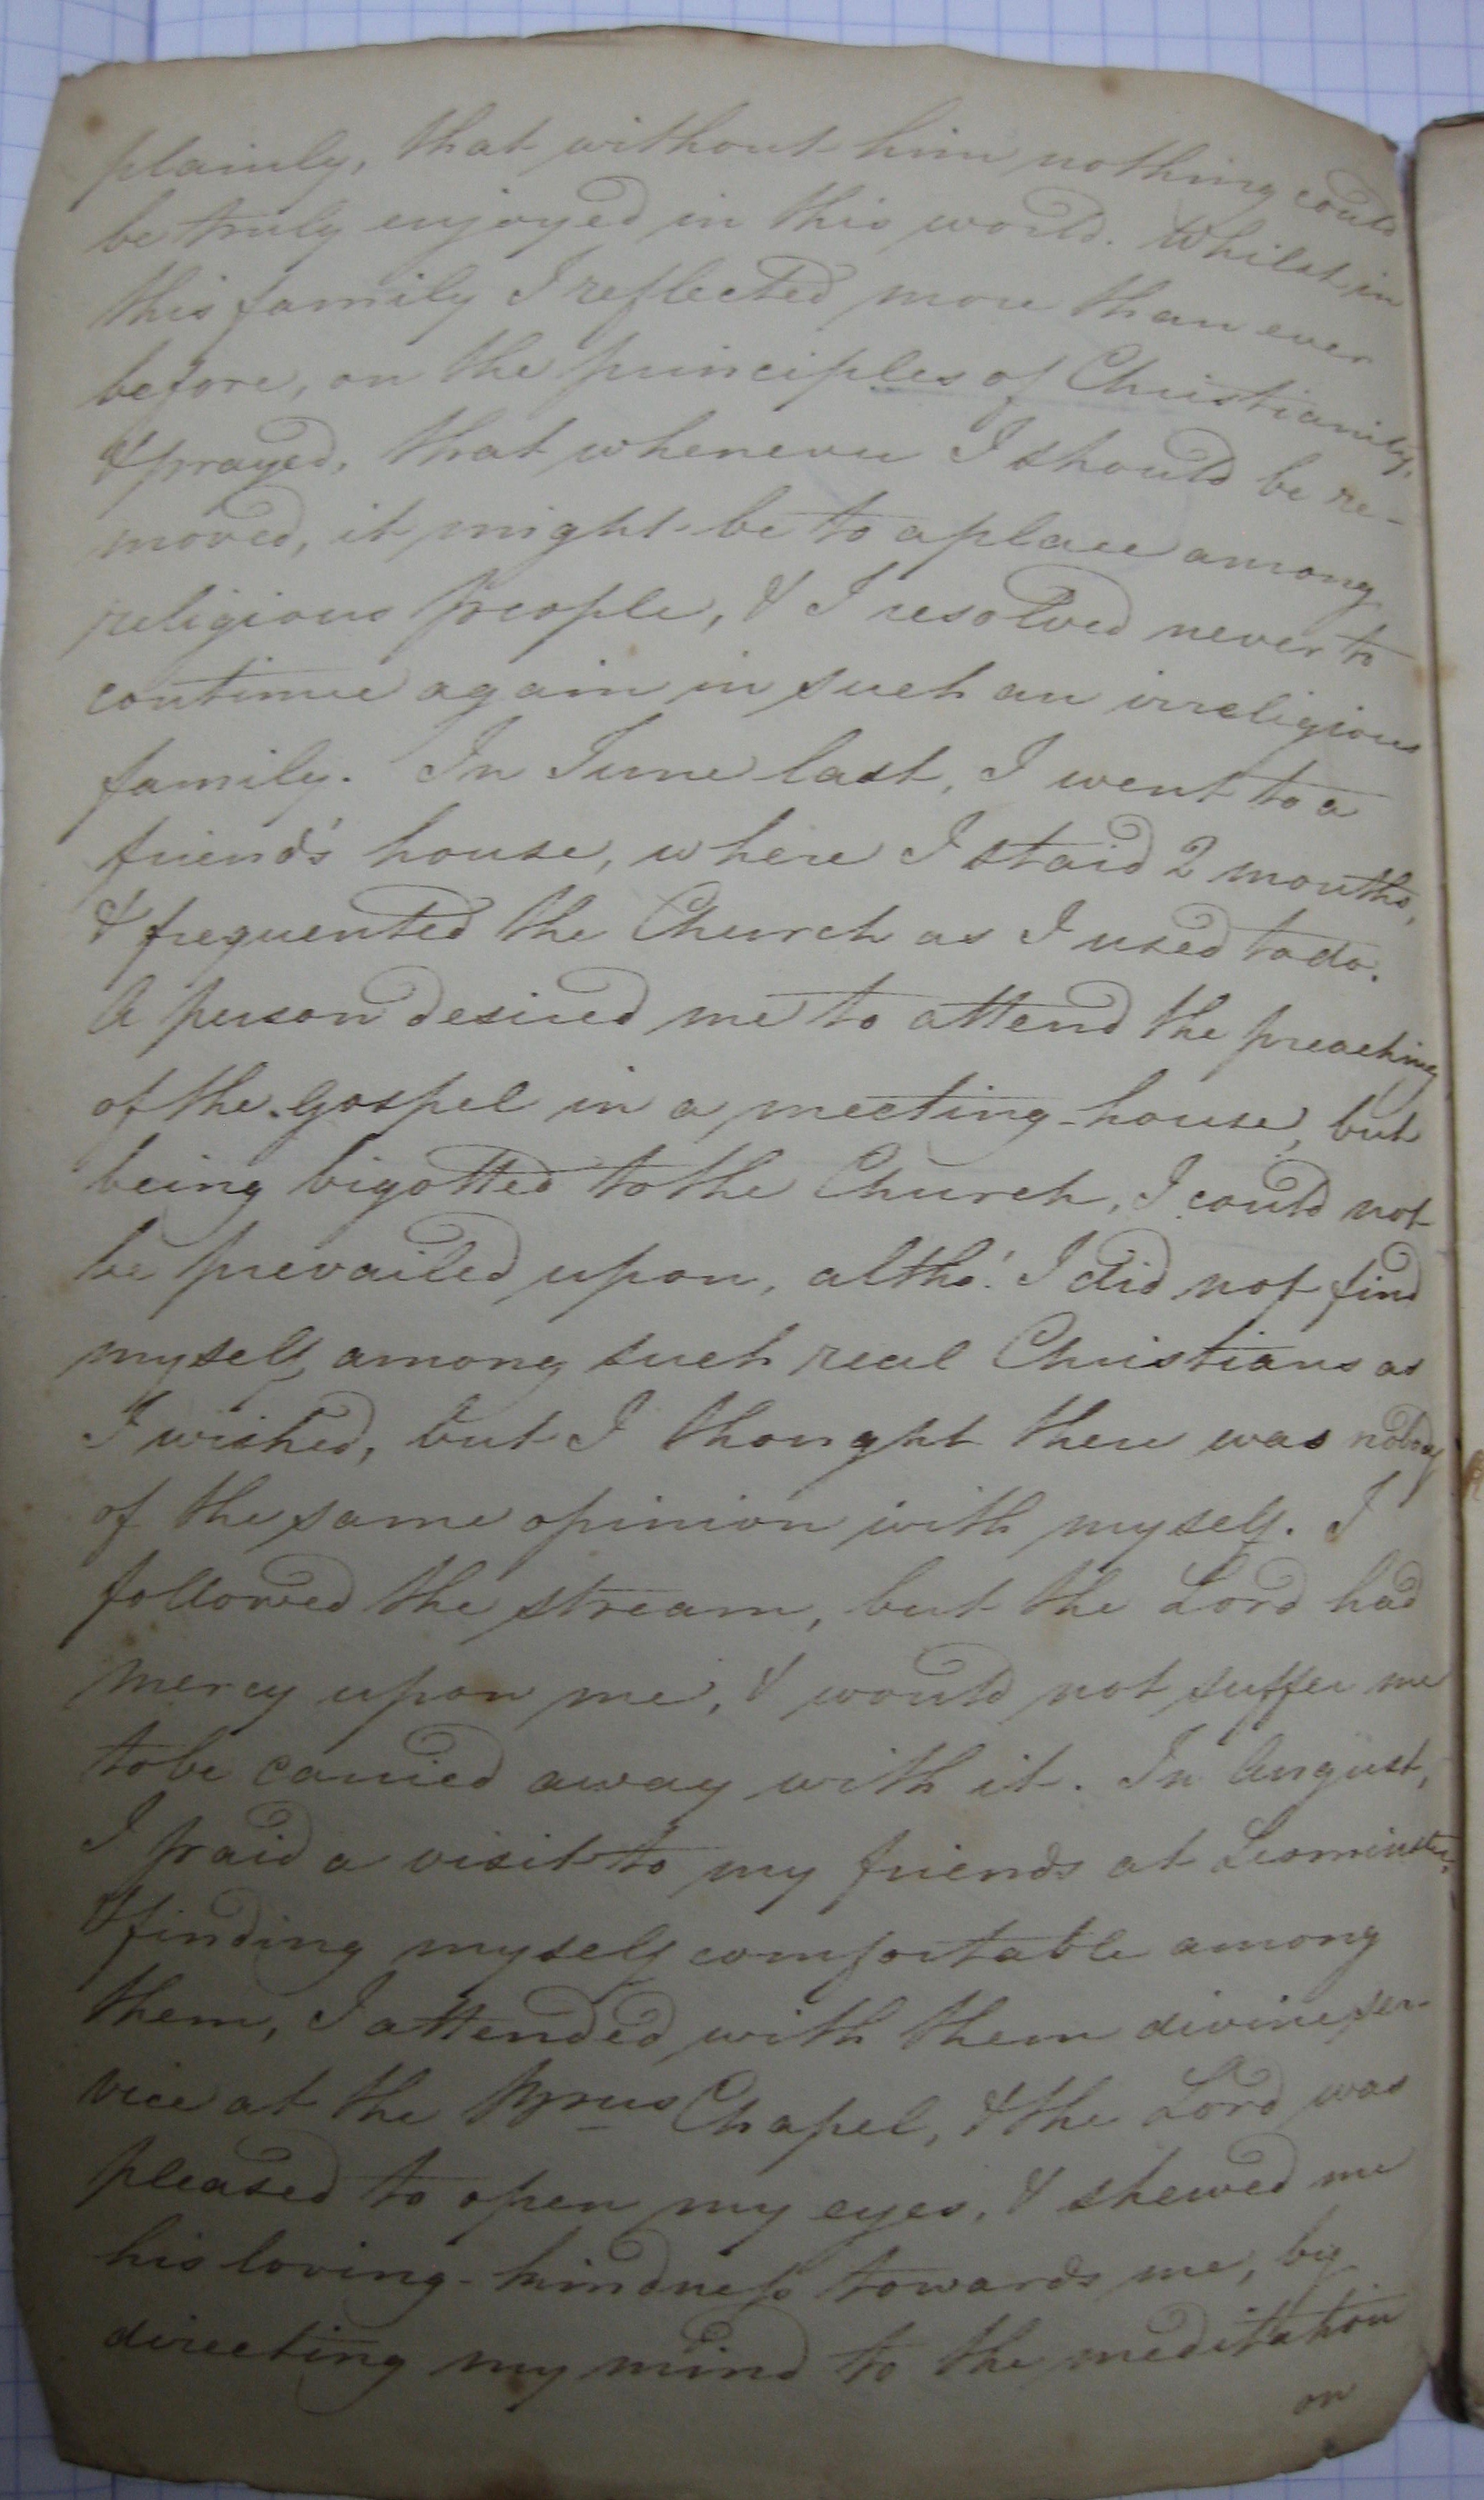 plainly, that without him nothing could
be truly enjoyed in this world. Whilst in
this family I reflected more than ever
before, on the principles of Christianity,
& prayed, that whenever I should be re-
moved, it might be to a place among
religious people, & I resolved never to
continue again in such an irreligious
family. In June last, I went to a
friend's house, where I staid 2 months,
& frequented the Church as I used to do.
A person desired me to attend the preaching
of the Gospel in a meeting-house, but
being bigotted to the Church, I could not
be prevailed upon, altho' I did not find
myself among such real Christians as
I wished, but I thought there was nobody
of the same opinion with myself. I
followed the stream, but the Lord had
mercy upon me, & would not suffer me
to be carried away with it. In August,
I paid a visit to my friends at Leominster,
& finding myself comfortable among
them, I attended with them divine ser-
vice at the Brns Chapel, & the Lord was
pleased to open my eyes, & shewed me
his loving-kindness towards me, by
directing my mind to the meditation
on